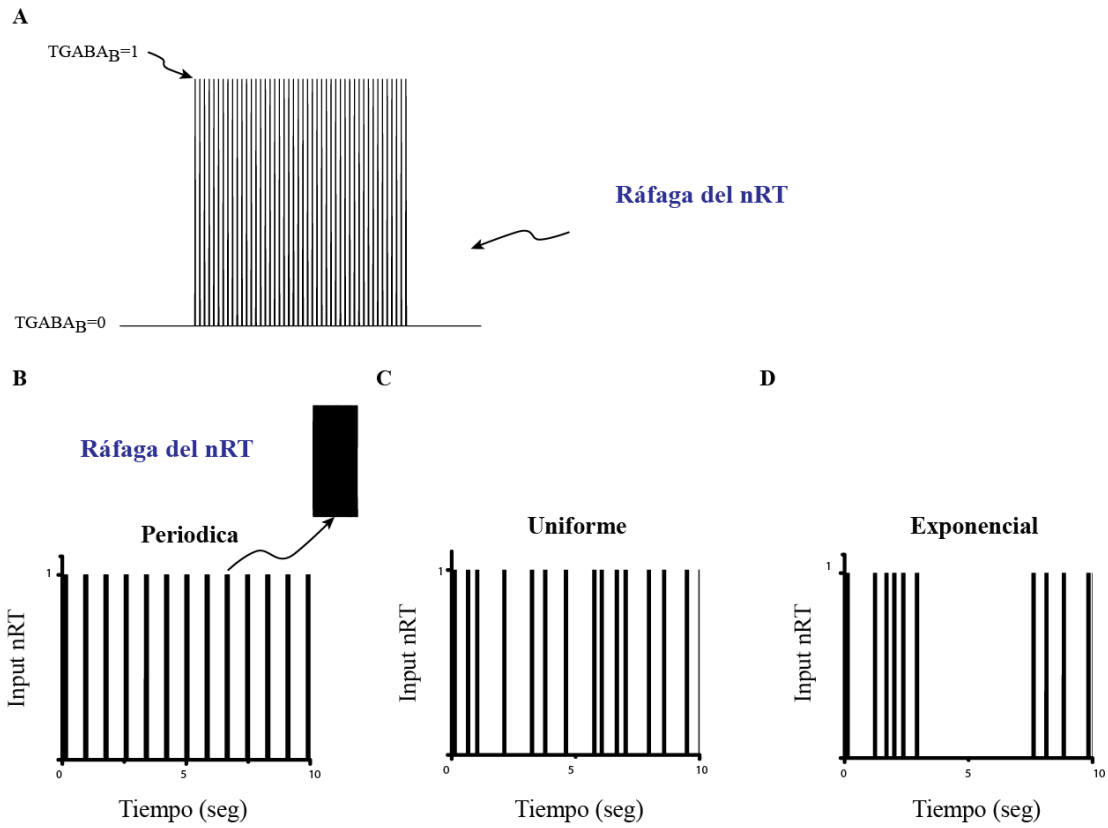 A
TGABAB=1
Ráfaga del nRT
TGABAB=0
B
C
D
Ráfaga del nRT
Periodica
Uniforme
Exponencial
1
1
1
Input nRT
Input nRT
Input nRT
0
5
10
0
5
10
0
5
10
Tiempo (seg)
Tiempo (seg)
Tiempo (seg)